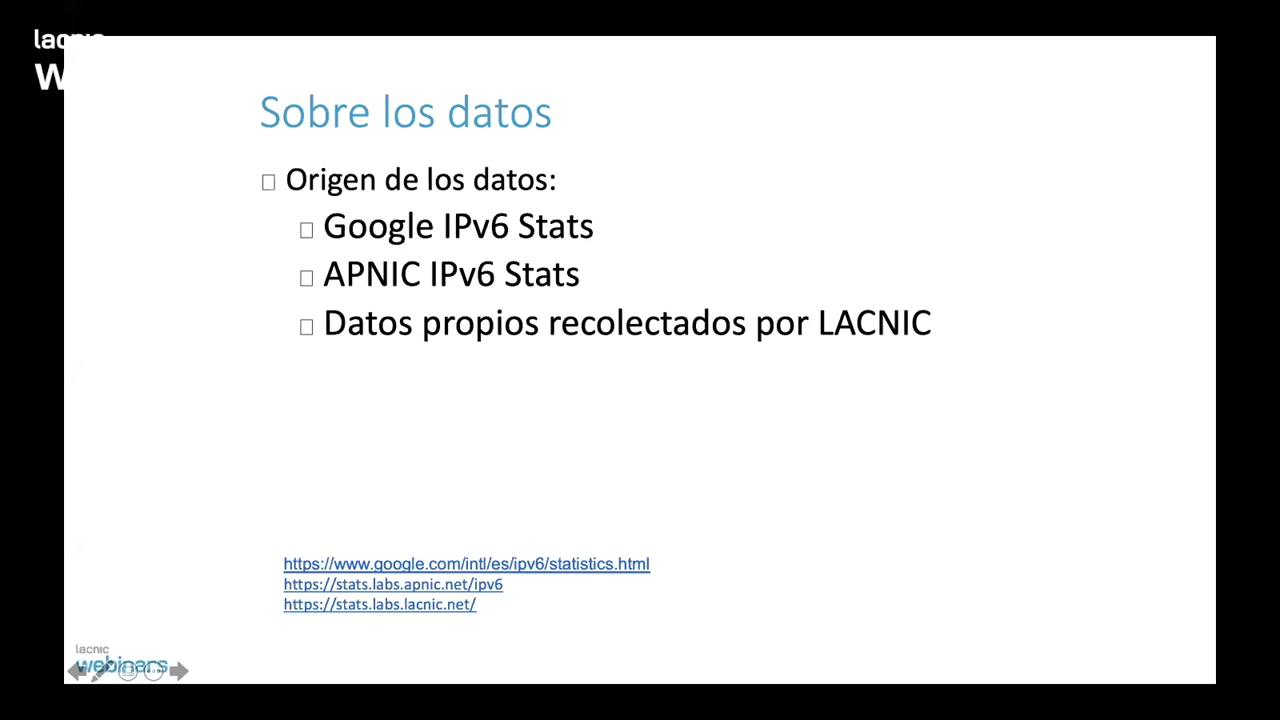 lacnic
W
Sobre los datos
Origen de los datos:
Google IPv6 Stats
APNIC IPv6 Stats
Datos propios recolectados por LACNIC
https://www.google.com/intl/es/ipv6/statistics.html
https://stats.labs.apnic.net/ipv6
https://stats.labs.lacnic.net/
lacnic
webinars